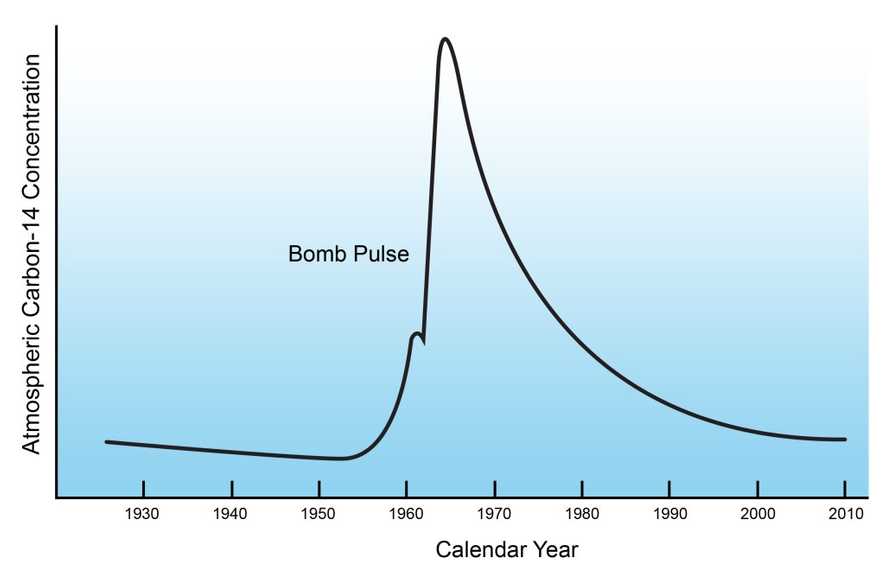 Atmospheric Carbon-14 Concentration
Bomb Pulse
1930 1940 1950 1960 1970 1980 1990 2000 2010
Calendar Year